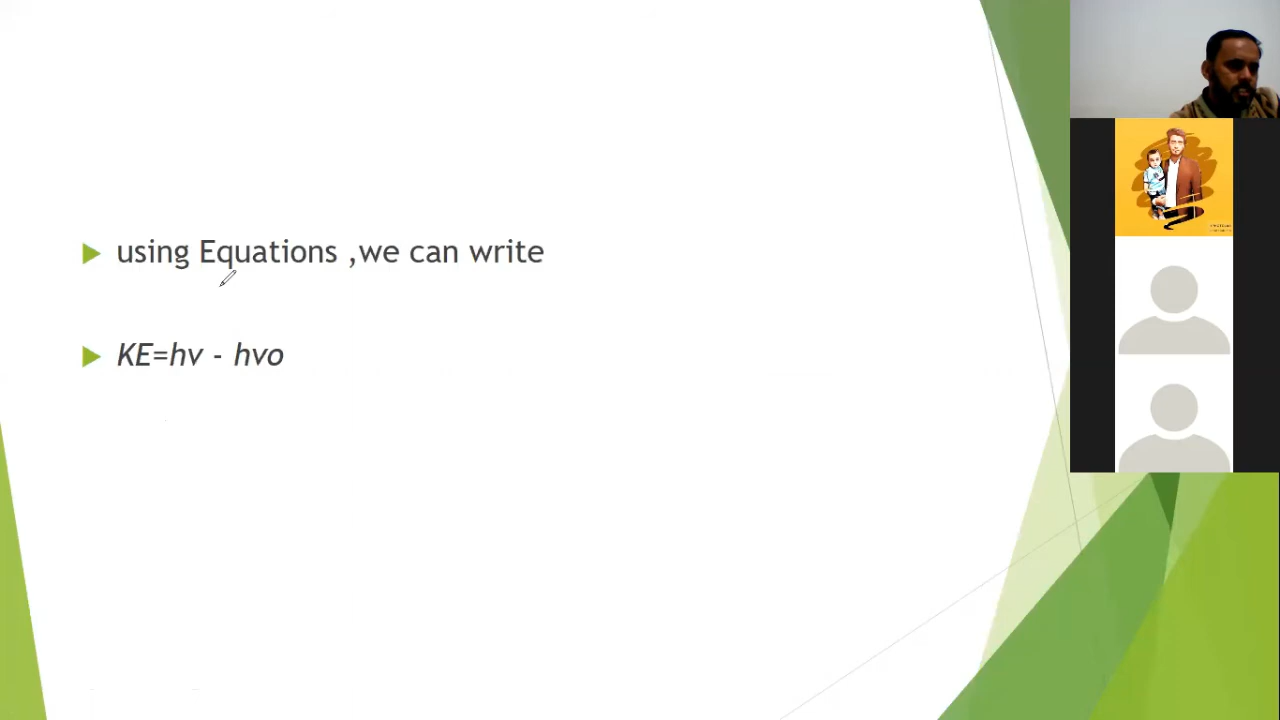 using Equations ,we can write
KE=hv - hvo